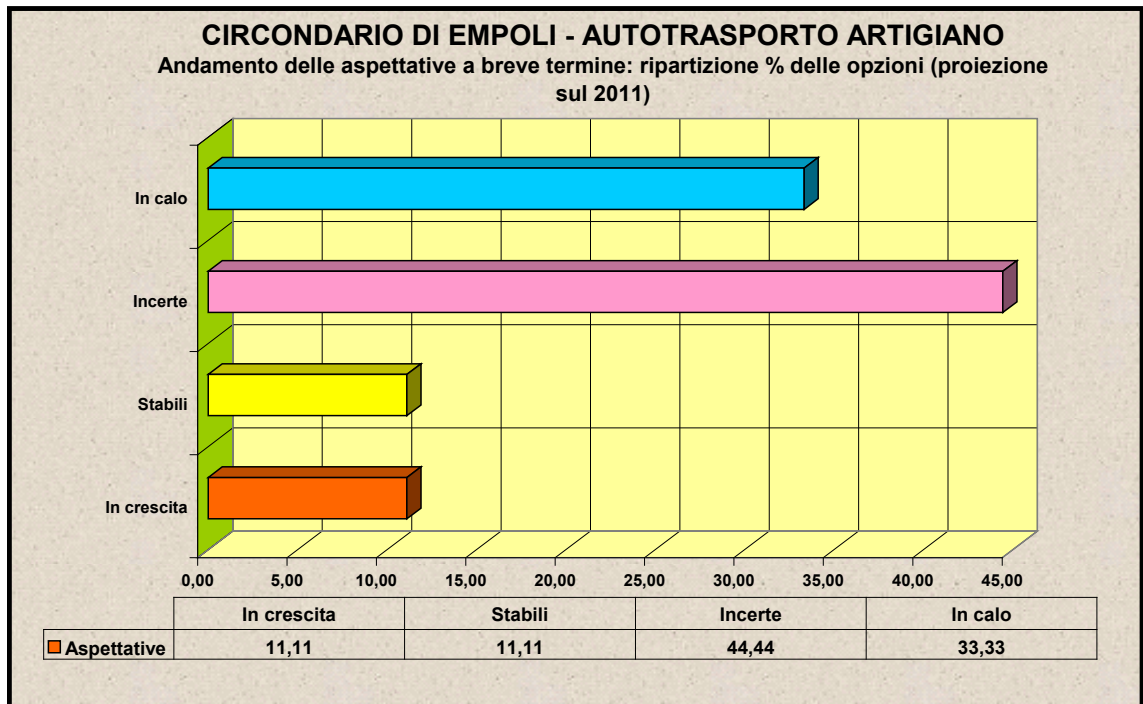 CIRCONDARIO DI EMPOLI - AUTOTRASPORTO ARTIGIANO
Andamento delle aspettative a breve termine: ripartizione % delle opzioni (proiezione
sul 2011)
In calo
Incerte
Stabili
In crescita
0,00 5,00 10,00 15,00 20,00 25,00 30,00 35,00 40,00 45,00
In crescita Stabili Incerte In calo
Aspettative 11,11 11,11 44,44 33,33